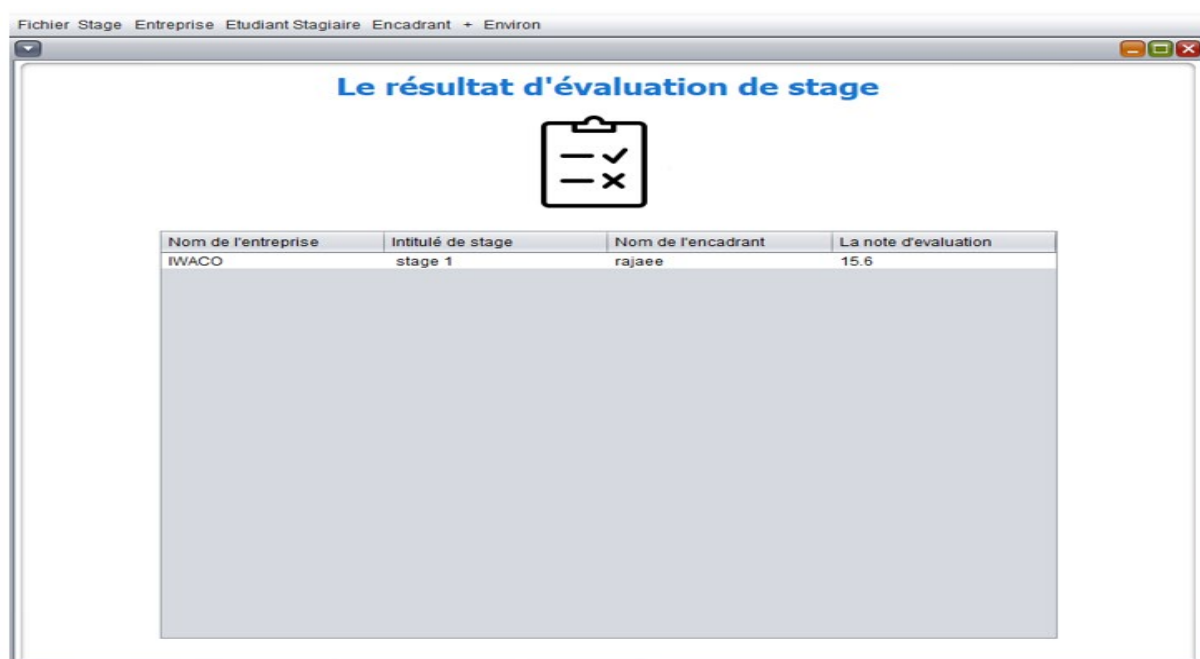 Fichier Stage Entreprise Etudiant Stagiaire Encadrant + Environ
Le résultat d'évaluation de stage
Nom de l'entreprise Intitulé de stage Nom de l'encadrant La note d'evaluation
IWACO stage 1 rajaee 15.6